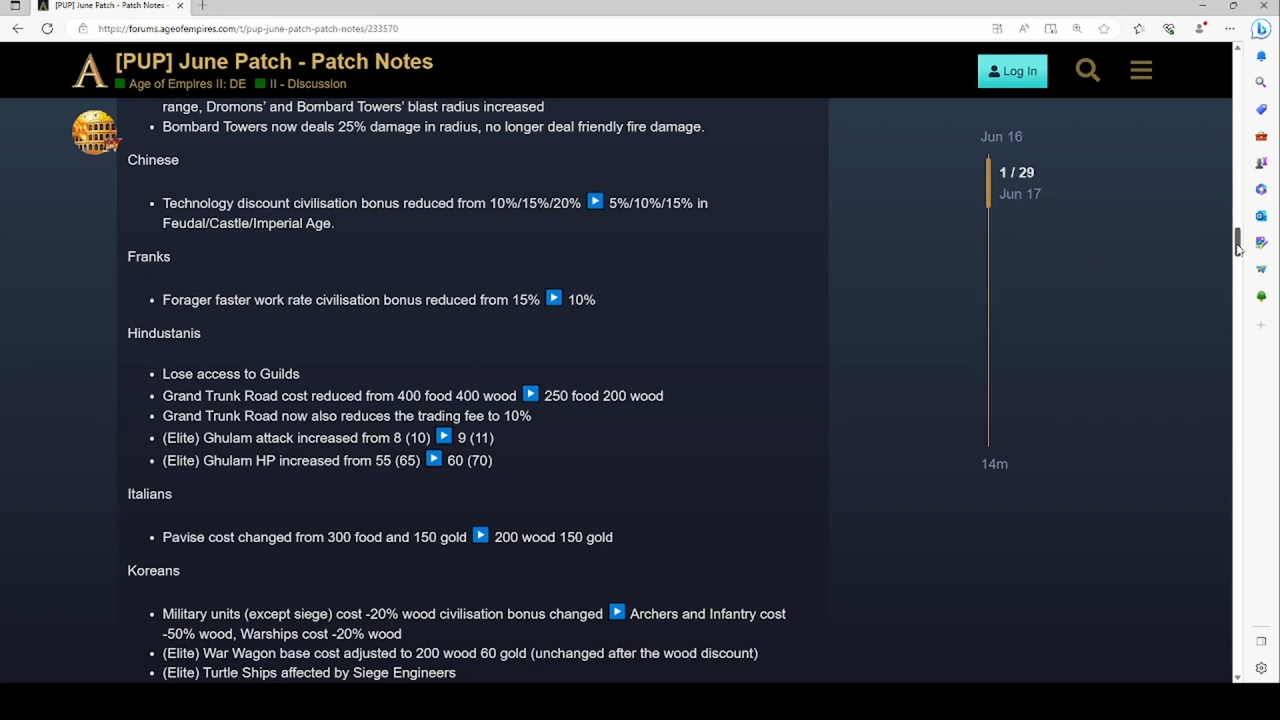 [PUP] June Patch - Patch Notes -
https://forums.ageofempires.com/t/pup-june-patch-patch-notes/233570
[PUP] June Patch - Patch Notes
Age of Empires II: DE II - Discussion
Log In
range, Dromons' and Bombard Towers' blast radius increased
• Bombard Towers now deals 25% damage in radius, no longer deal friendly fire damage.
Chinese
• Technology discount civilisation bonus reduced from 10%/15%/20% ▶ 5%/10%/15% in
Feudal/Castle/Imperial Age.
Franks
• Forager faster work rate civilisation bonus reduced from 15% ▶ 10%
Hindustanis
• Lose access to Guilds
• Grand Trunk Road cost reduced from 400 food 400 wood ▶ 250 food 200 wood
• Grand Trunk Road now also reduces the trading fee to 10%
• (Elite) Ghulam attack increased from 8 (10) ▶ 9 (11)
• (Elite) Ghulam HP increased from 55 (65) ▶ 60 (70)
Italians
• Pavise cost changed from 300 food and 150 gold ▶ 200 wood 150 gold
Koreans
• Military units (except siege) cost -20% wood civilisation bonus changed ▶ Archers and Infantry cost
-50% wood, Warships cost -20% wood
• (Elite) War Wagon base cost adjusted to 200 wood 60 gold (unchanged after the wood discount)
• (Elite) Turtle Ships affected by Siege Engineers
Jun 16
1 / 29
Jun 17
14m